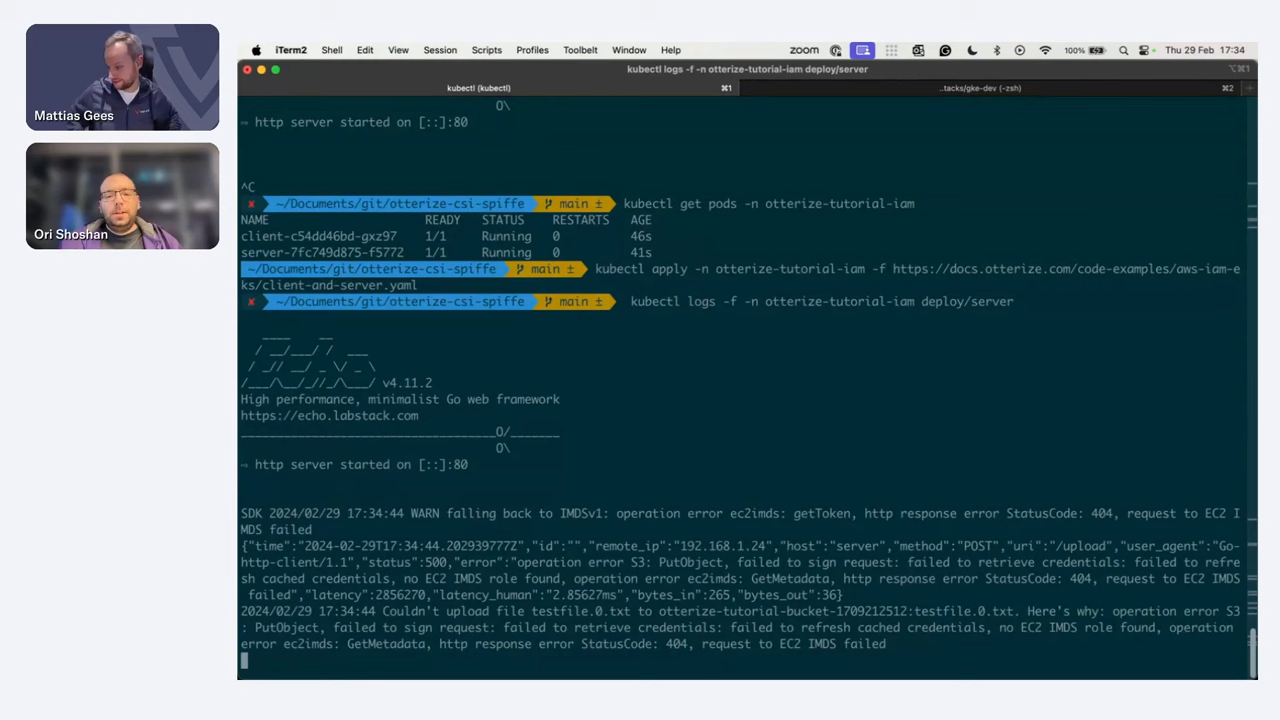 iTerm2 Shell Edit View Session Scripts Profiles Toolbelt Window Help zoom 100% Thu 29 Feb 17:34
kubectl logs -f -n otterize-tutorial-iam deploy/server ⌥⌘1
kubectl (kubectl) ⌘1 ..tacks/gke-dev (-zsh) ⌘2
Mattias Gees
Ori Shoshan
O\
⇨ http server started on [::]:80
^C
✘ ~/Documents/git/otterize-csi-spiffe main ± kubectl get pods -n otterize-tutorial-iam
NAME READY STATUS RESTARTS AGE
client-c54dd46bd-gxz97 1/1 Running 0 46s
server-7fc749d875-f5772 1/1 Running 0 41s
~/Documents/git/otterize-csi-spiffe main ± kubectl apply -n otterize-tutorial-iam -f https://docs.otterize.com/code-examples/aws-iam-e
ks/client-and-server.yaml
✘ ~/Documents/git/otterize-csi-spiffe main ± kubectl logs -f -n otterize-tutorial-iam deploy/server
____ __
/ __/___/ / ___
/ _// __/ _ \/ _ \
/___/\__/_//_/\___/ v4.11.2
High performance, minimalist Go web framework
https://echo.labstack.com
____________________________________O/_______
O\
⇨ http server started on [::]:80
SDK 2024/02/29 17:34:44 WARN falling back to IMDSv1: operation error ec2imds: getToken, http response error StatusCode: 404, request to EC2 I
MDS failed
{"time":"2024-02-29T17:34:44.202939777Z","id":"","remote_ip":"192.168.1.24","host":"server","method":"POST","uri":"/upload","user_agent":"Go-
http-client/1.1","status":500,"error":"operation error S3: PutObject, failed to sign request: failed to retrieve credentials: failed to refre
sh cached credentials, no EC2 IMDS role found, operation error ec2imds: GetMetadata, http response error StatusCode: 404, request to EC2 IMDS
failed","latency":2856270,"latency_human":"2.85627ms","bytes_in":265,"bytes_out":36}
2024/02/29 17:34:44 Couldn't upload file testfile.0.txt to otterize-tutorial-bucket-1709212512:testfile.0.txt. Here's why: operation error S3
: PutObject, failed to sign request: failed to retrieve credentials: failed to refresh cached credentials, no EC2 IMDS role found, operation
error ec2imds: GetMetadata, http response error StatusCode: 404, request to EC2 IMDS failed